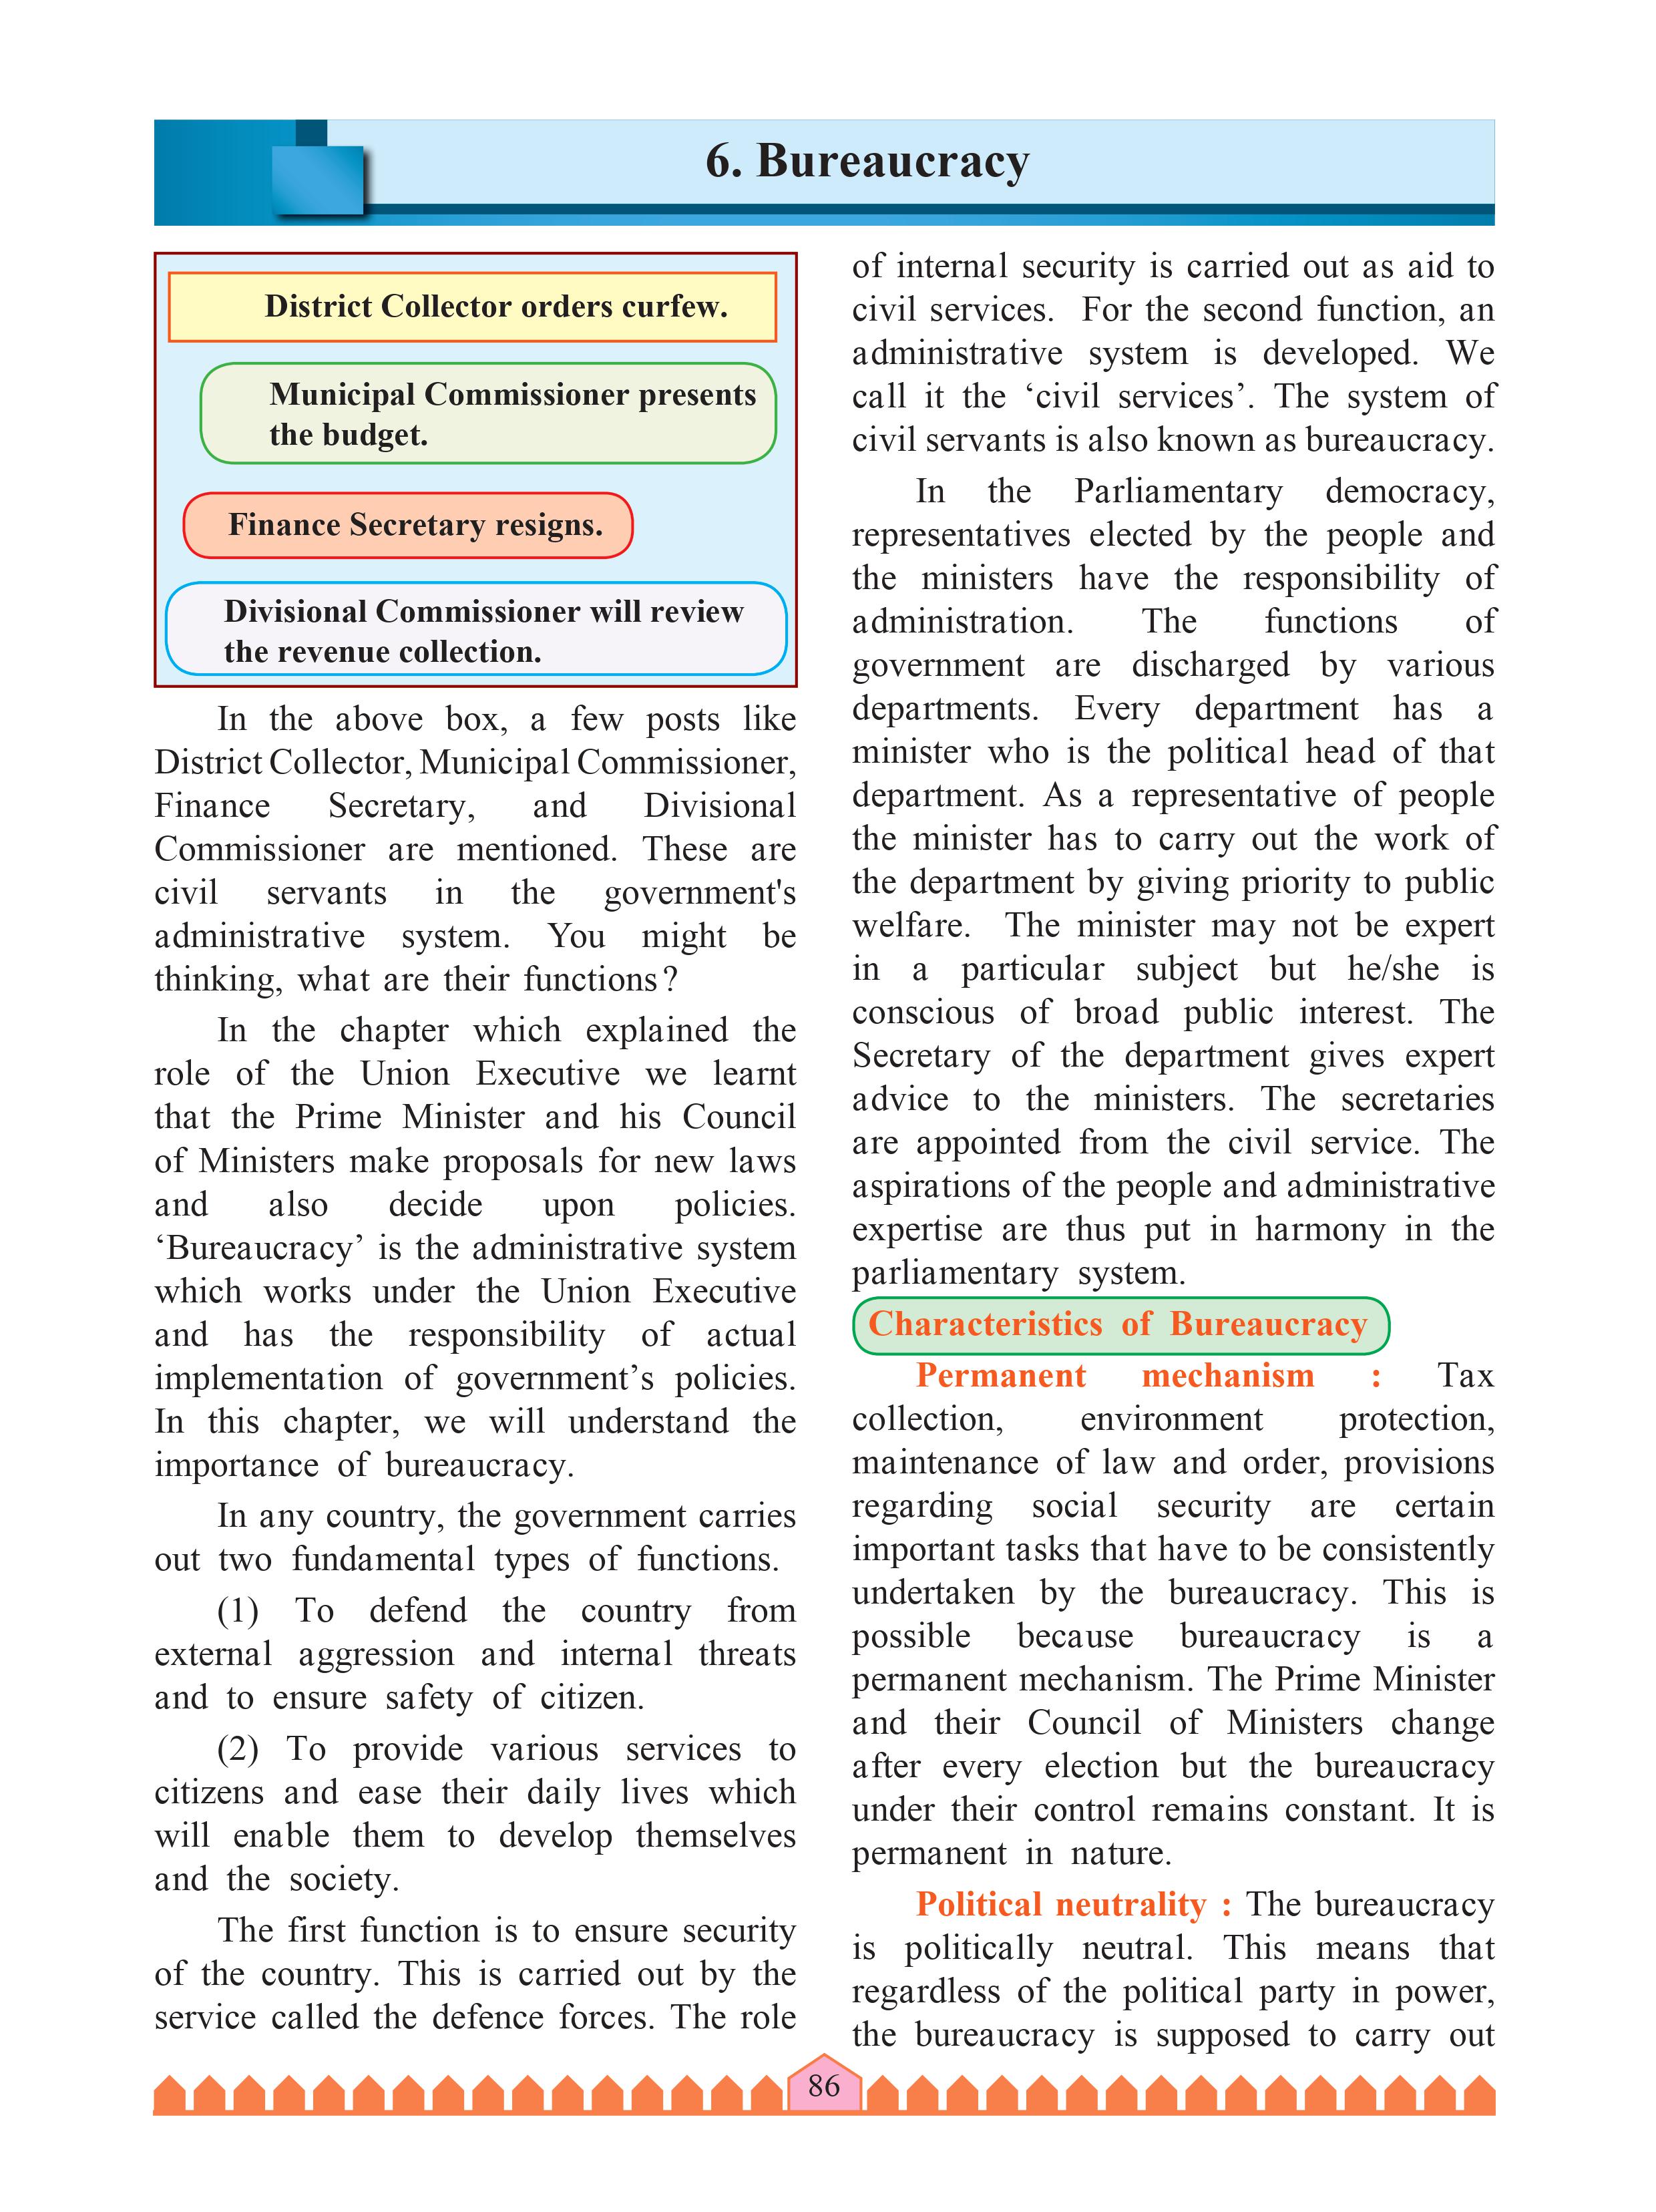 6. Bureaucracy
District Collector orders curfew.
Municipal Commissioner presents
the budget.
Finance Secretary resigns.
Divisional Commissioner will review
the revenue collection.
In the above box, a few posts like
District Collector, Municipal Commissioner,
Finance Secretary, and Divisional
Commissioner are mentioned. These are
civil servants in the government's
administrative system. You might be
thinking, what are their functions?
In the chapter which explained the
role of the Union Executive we learnt
that the Prime Minister and his Council
of Ministers make proposals for new laws
and also decide upon policies.
‘Bureaucracy’ is the administrative system
which works under the Union Executive
and has the responsibility of actual
implementation of government’s policies.
In this chapter, we will understand the
importance of bureaucracy.
In any country, the government carries
out two fundamental types of functions.
(1) To defend the country from
external aggression and internal threats
and to ensure safety of citizen.
(2) To provide various services to
citizens and ease their daily lives which
will enable them to develop themselves
and the society.
The first function is to ensure security
of the country. This is carried out by the
service called the defence forces. The role
of internal security is carried out as aid to
civil services. For the second function, an
administrative system is developed. We
call it the ‘civil services’. The system of
civil servants is also known as bureaucracy.
In the Parliamentary democracy,
representatives elected by the people and
the ministers have the responsibility of
administration. The functions of
government are discharged by various
departments. Every department has a
minister who is the political head of that
department. As a representative of people
the minister has to carry out the work of
the department by giving priority to public
welfare. The minister may not be expert
in a particular subject but he/she is
conscious of broad public interest. The
Secretary of the department gives expert
advice to the ministers. The secretaries
are appointed from the civil service. The
aspirations of the people and administrative
expertise are thus put in harmony in the
parliamentary system.
Characteristics of Bureaucracy
Permanent mechanism : Tax
collection, environment protection,
maintenance of law and order, provisions
regarding social security are certain
important tasks that have to be consistently
undertaken by the bureaucracy. This is
possible because bureaucracy is a
permanent mechanism. The Prime Minister
and their Council of Ministers change
after every election but the bureaucracy
under their control remains constant. It is
permanent in nature.
Political neutrality : The bureaucracy
is politically neutral. This means that
regardless of the political party in power,
the bureaucracy is supposed to carry out
86